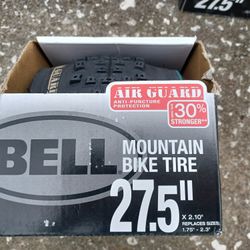 27.5"
AIR GUARD
ANTI-PUNCTURE
PROTECTION
30%
STRONGER**
BELL
MOUNTAIN
BIKE TIRE
27.5"
X 2.10"
REPLACES SIZES:
1.75" - 2.3"